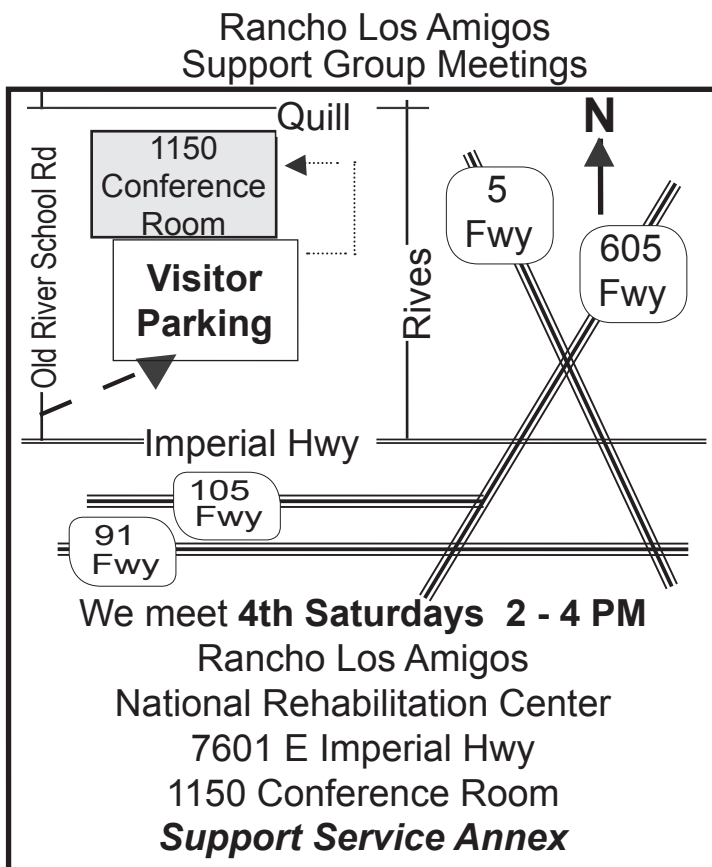 Rancho Los Amigos
Support Group Meetings
Quill
N
Old River School Rd
1150
Conference
Room
Visitor
Parking
Rives
5
Fwy
605
Fwy
Imperial Hwy
105
Fwy
91
Fwy
We meet 4th Saturdays 2 - 4 PM
Rancho Los Amigos
National Rehabilitation Center
7601 E Imperial Hwy
1150 Conference Room
Support Service Annex